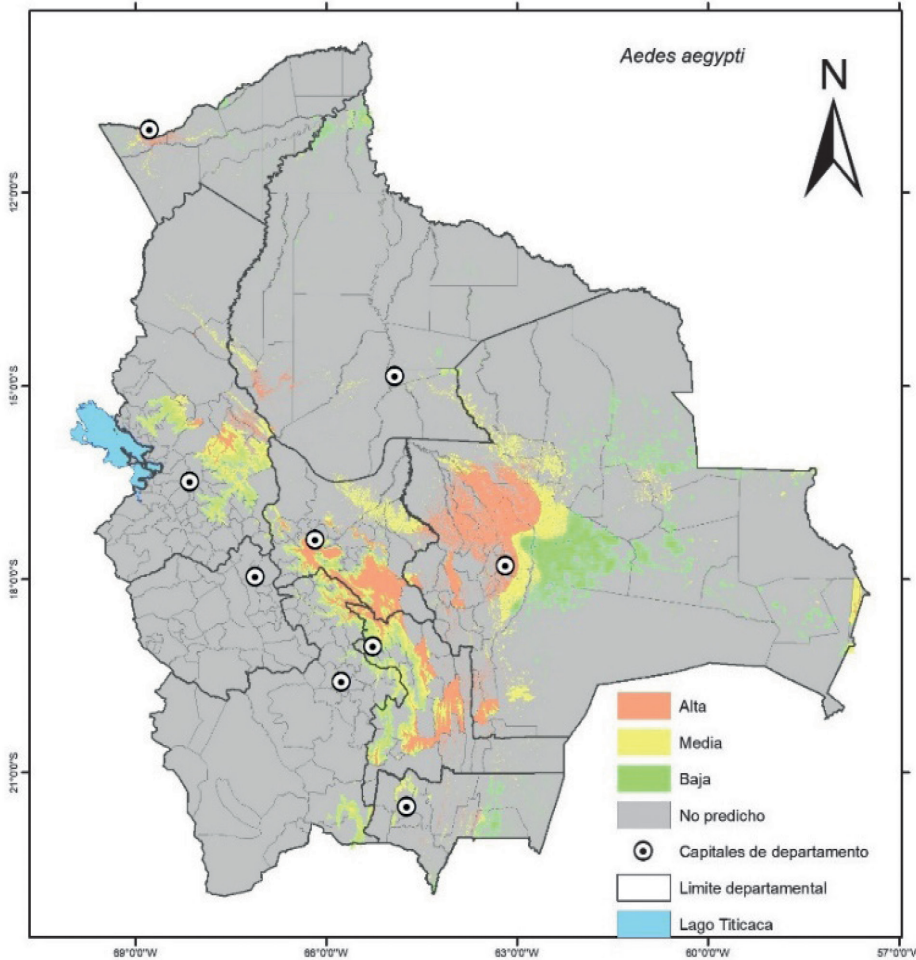 Aedes aegypti
N
12°0'0"S
15°0'0"S
18°0'0"S
21°0'0"S
Alta
Media
Baja
No predicho
Capitales de departamento
Limite departamental
Lago Titicaca
69°0'0"W
66°0'0"W
63°0'0"W
60°0'0"W
57°0'0"W